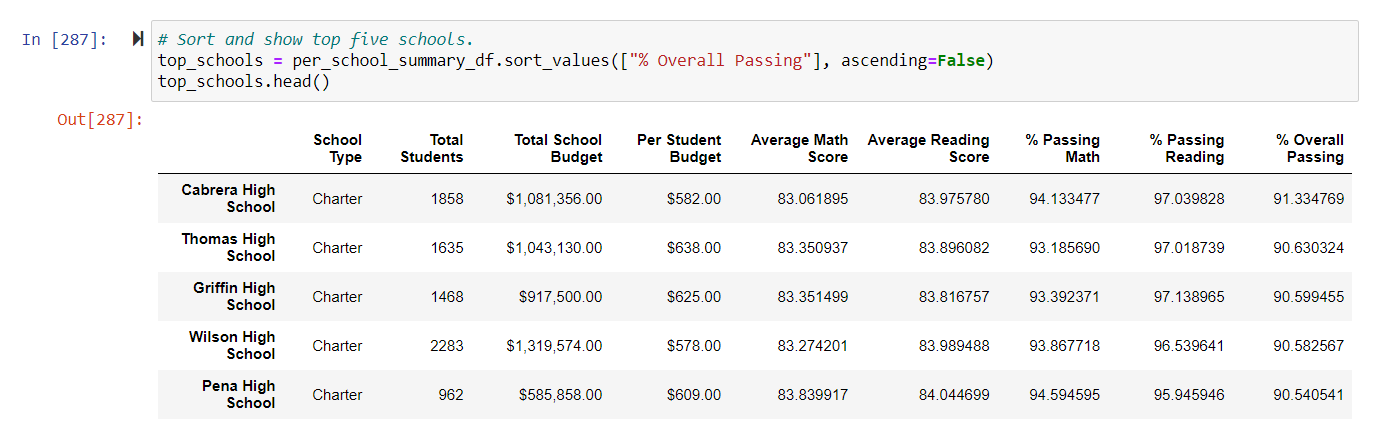 In [287]:
# Sort and show top five schools.
top_schools = per_school_summary_df.sort_values(["% Overall Passing"], ascending=False)
top_schools.head()
Out[287]:
School Type Total Students Total School Budget Per Student Budget Average Math Score Average Reading Score % Passing Math % Passing Reading % Overall Passing
Cabrera High School Charter 1858 $1,081,356.00 $582.00 83.061895 83.975780 94.133477 97.039828 91.334769
Thomas High School Charter 1635 $1,043,130.00 $638.00 83.350937 83.896082 93.185690 97.018739 90.630324
Griffin High School Charter 1468 $917,500.00 $625.00 83.351499 83.816757 93.392371 97.138965 90.599455
Wilson High School Charter 2283 $1,319,574.00 $578.00 83.274201 83.989488 93.867718 96.539641 90.582567
Pena High School Charter 962 $585,858.00 $609.00 83.839917 84.044699 94.594595 95.945946 90.540541